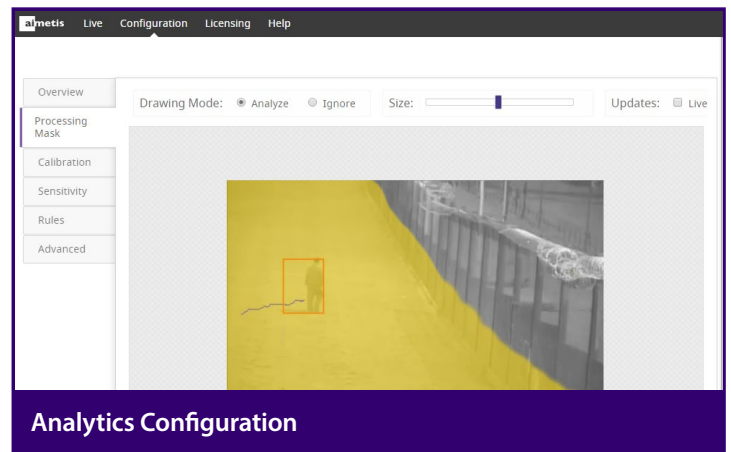 aimetis Live Configuration Licensing Help
Overview
Drawing Mode: Analyze Ignore Size: Updates: Live
Processing
Mask
Calibration
Sensitivity
Rules
Advanced
Analytics Configuration